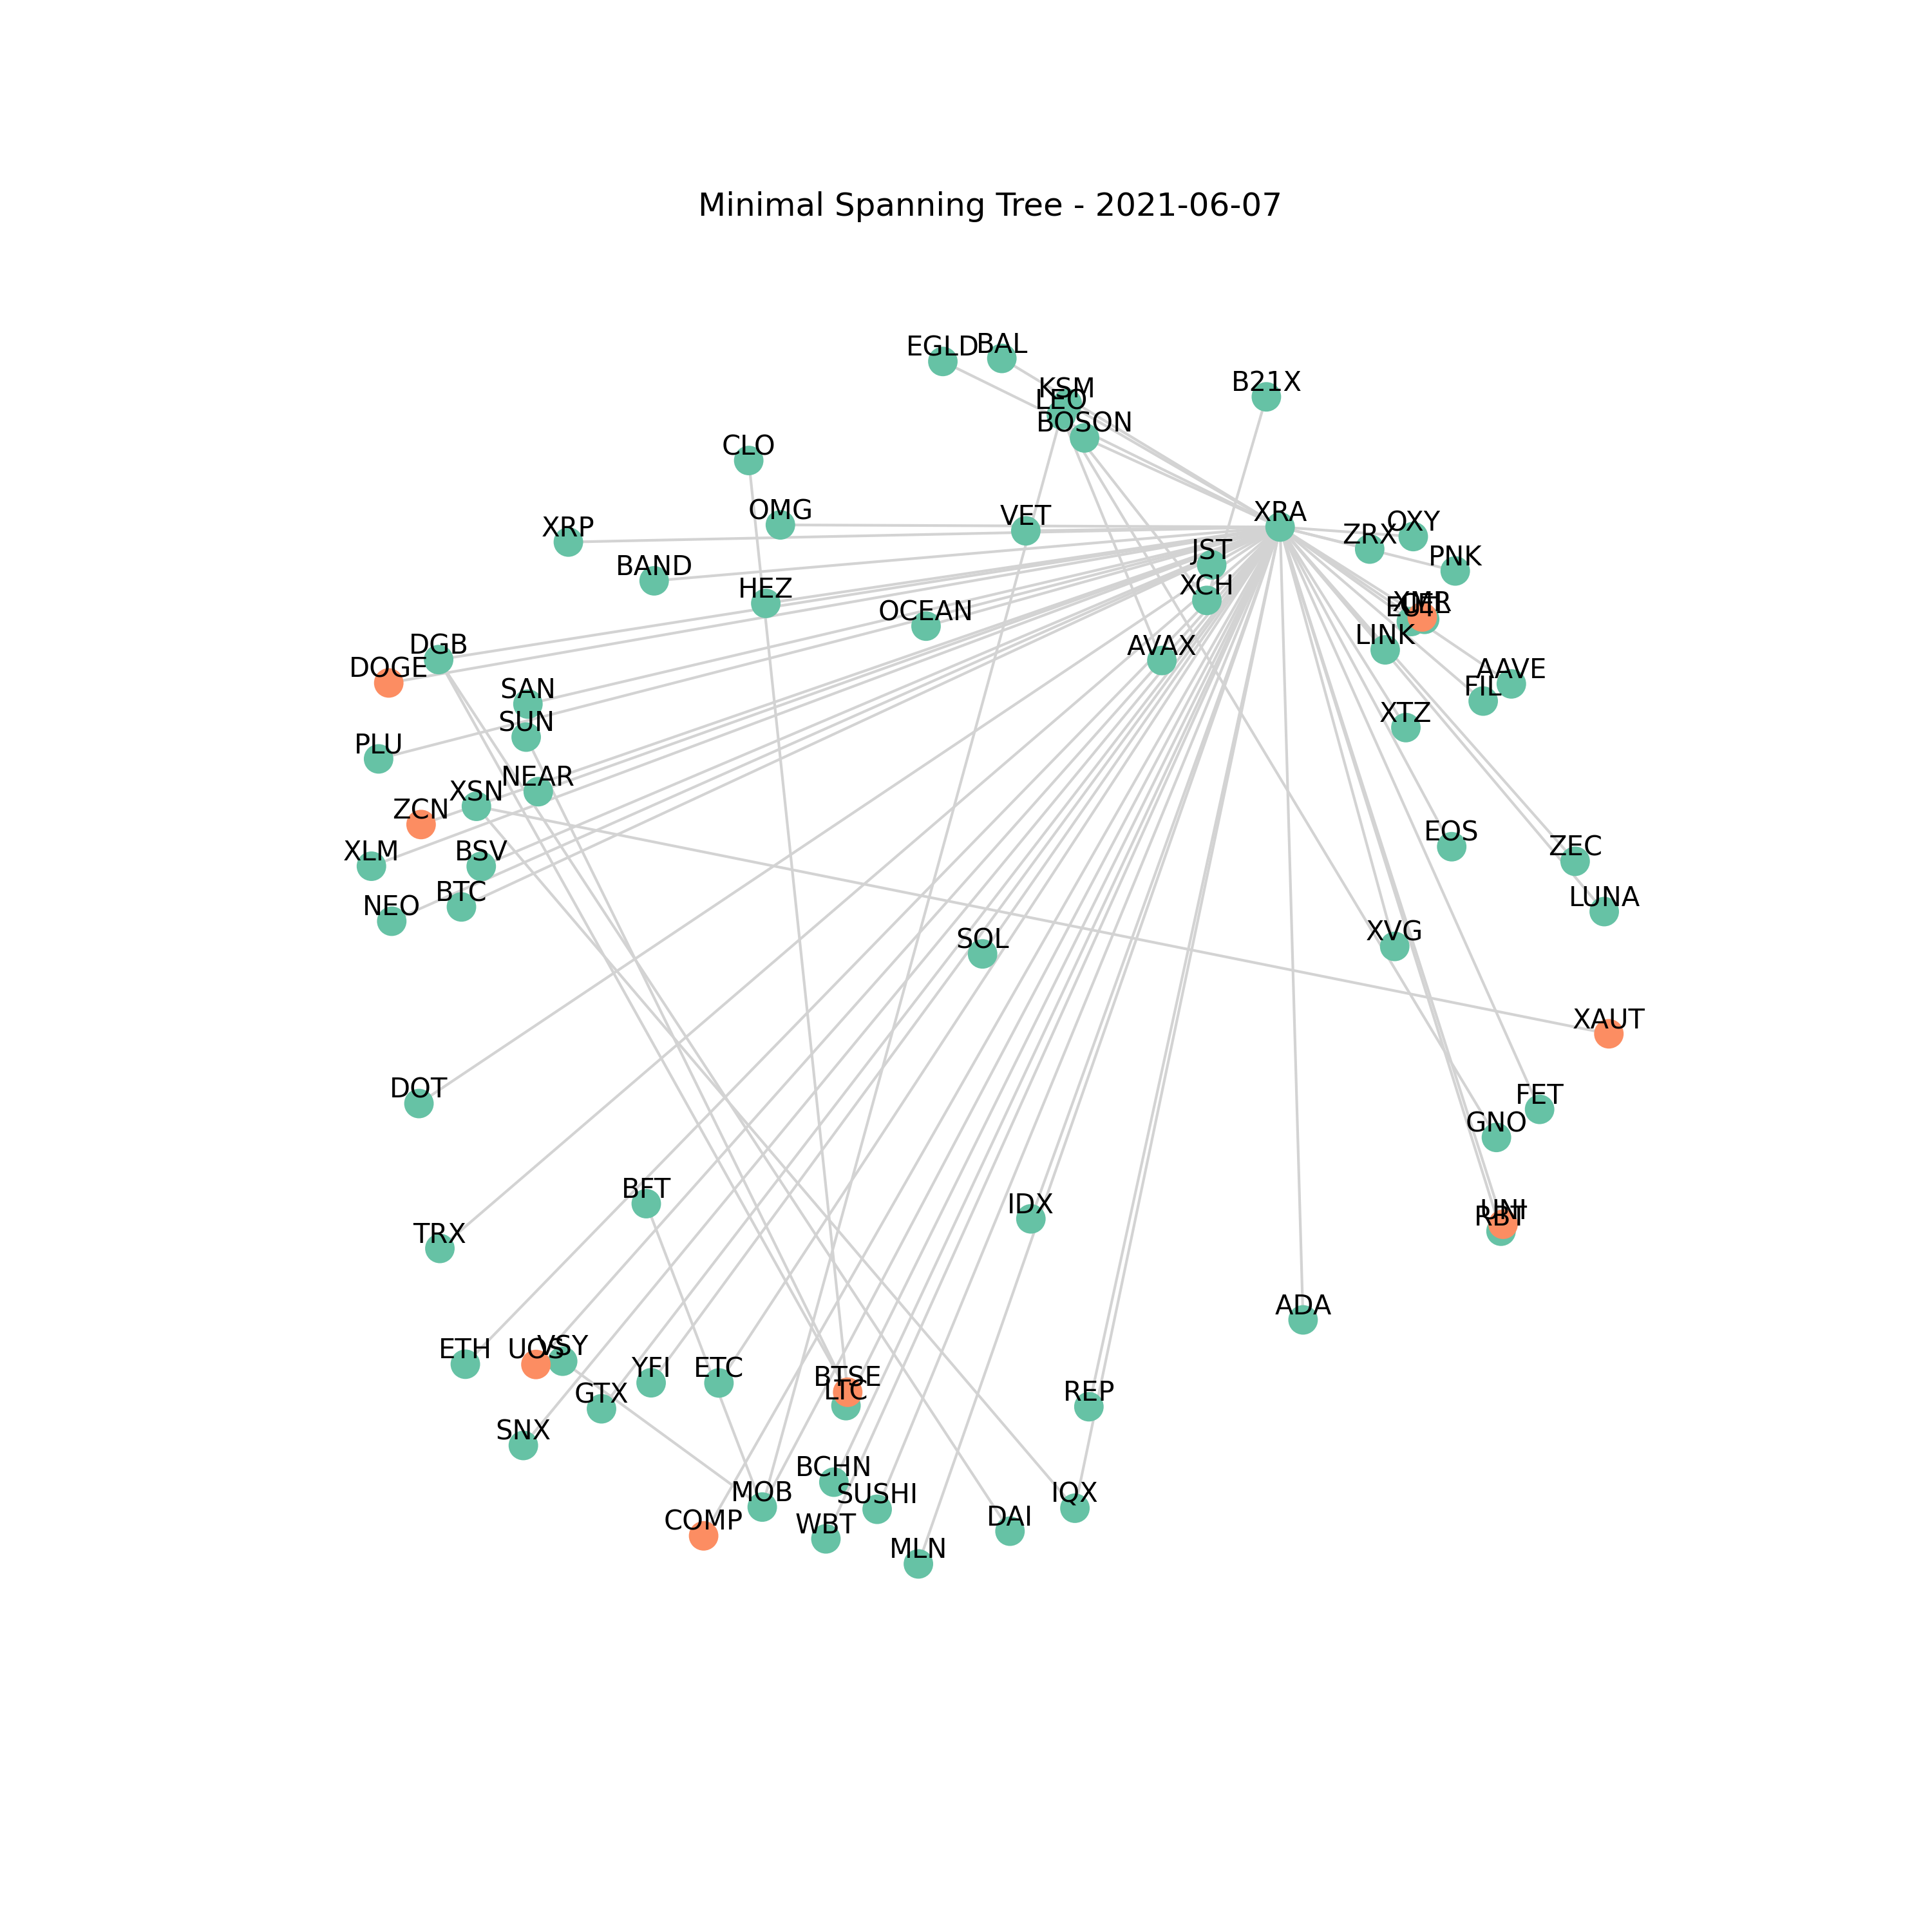 Minimal Spanning Tree - 2021-06-07
EGLD
BAL
B21X
KSM
LEO
BOSON
CLO
OMG
VET
XRA
XRP
ZRX
OXY
JST
PNK
BAND
HEZ
XCH
OCEAN
XMR
LINK
DGB
AVAX
DOGE
AAVE
SAN
FIL
SUN
XTZ
PLU
NEAR
XSN
ZCN
EOS
XLM
BSV
ZEC
BTC
LUNA
NEO
XVG
SOL
XAUT
DOT
FET
GNO
BFT
IDX
UNI
RBT
TRX
ADA
ETH
UOS
VSY
YFI
ETC
BTSE
LTC
GTX
REP
SNX
BCHN
MOB
SUSHI
IQX
COMP
WBT
DAI
MLN